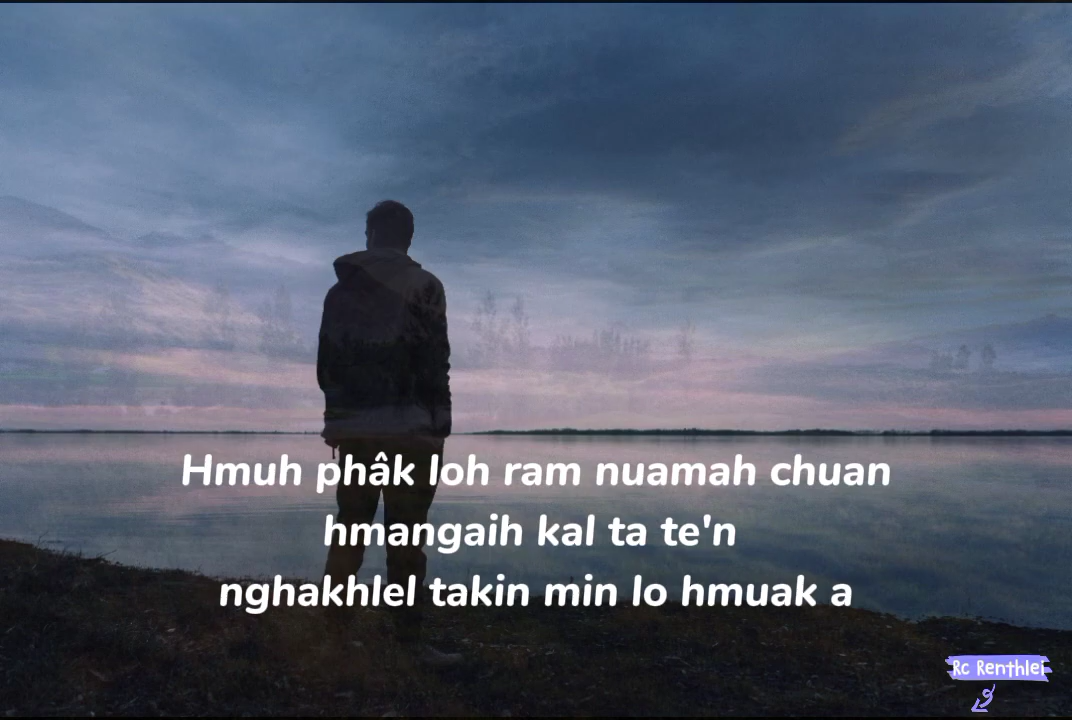 Hmuh phâk loh ram nuamah chuan
hmangaih kal ta te'n
nghakhlel takin min lo hmuak a
Rc Renthlei